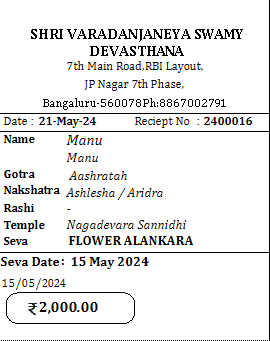 SHRI VARADANJANEYA SWAMY
DEVASTHANA
7th Main Road,RBI Layout,
JP Nagar 7th Phase,
Bangaluru-560078Ph:8867002791
Date : 21-May-24 Reciept No : 2400016
Name Manu
Manu
Gotra Aashratah
Nakshatra Ashlesha / Aridra
Rashi -
Temple Nagadevara Sannidhi
Seva FLOWER ALANKARA
Seva Date: 15 May 2024
15/05/2024
₹2,000.00